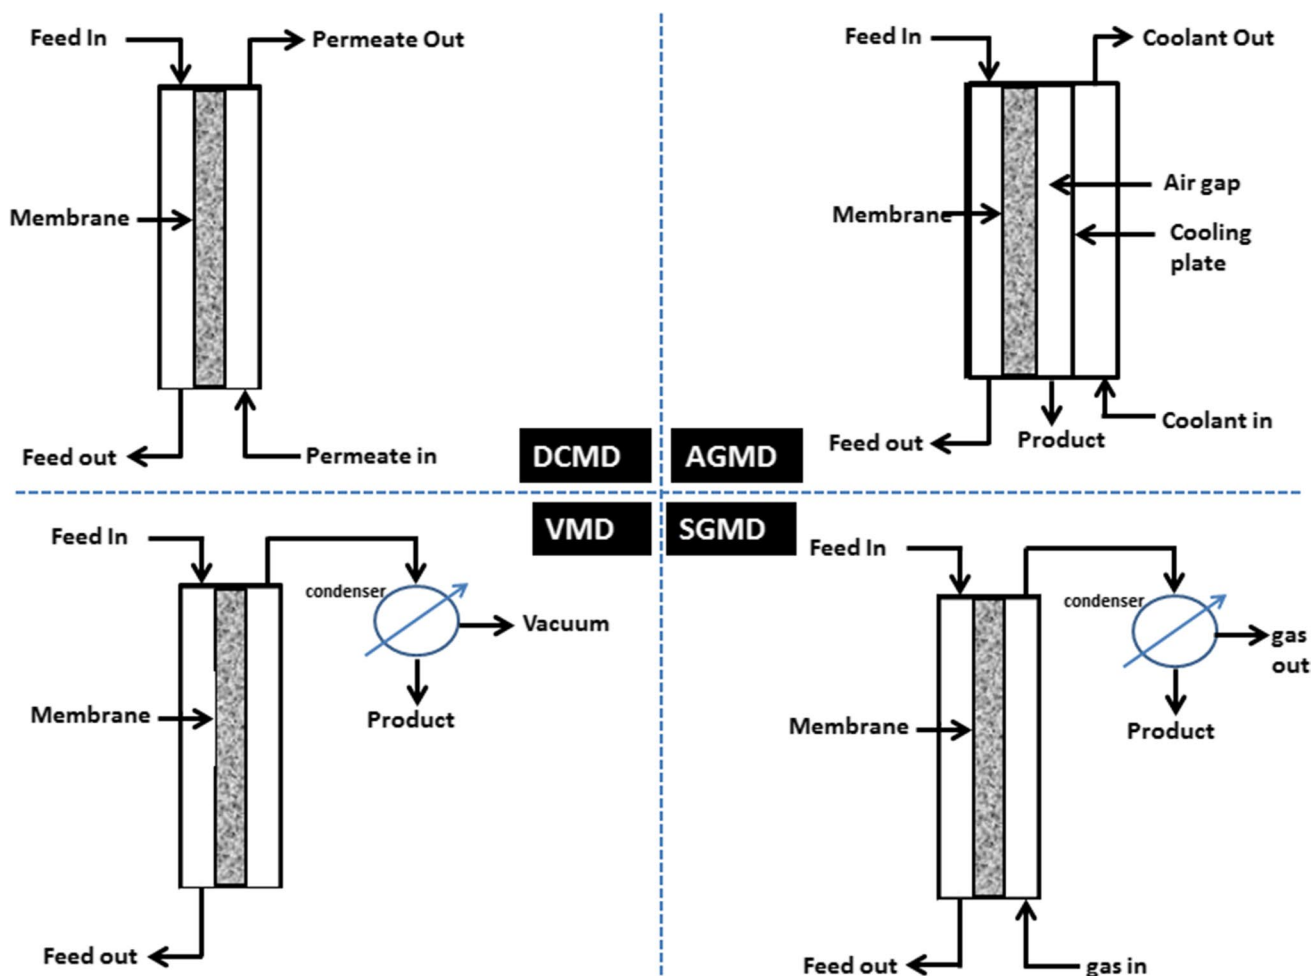 Feed In
Permeate Out
Membrane
Feed out
Permeate in
DCMD
Feed In
Coolant Out
Air gap
Membrane
Cooling
plate
Coolant in
Product
Feed out
AGMD
VMD
Feed In
condenser
Vacuum
Product
Membrane
Feed out
SGMD
Feed In
condenser
gas
out
Product
Membrane
Feed out
gas in